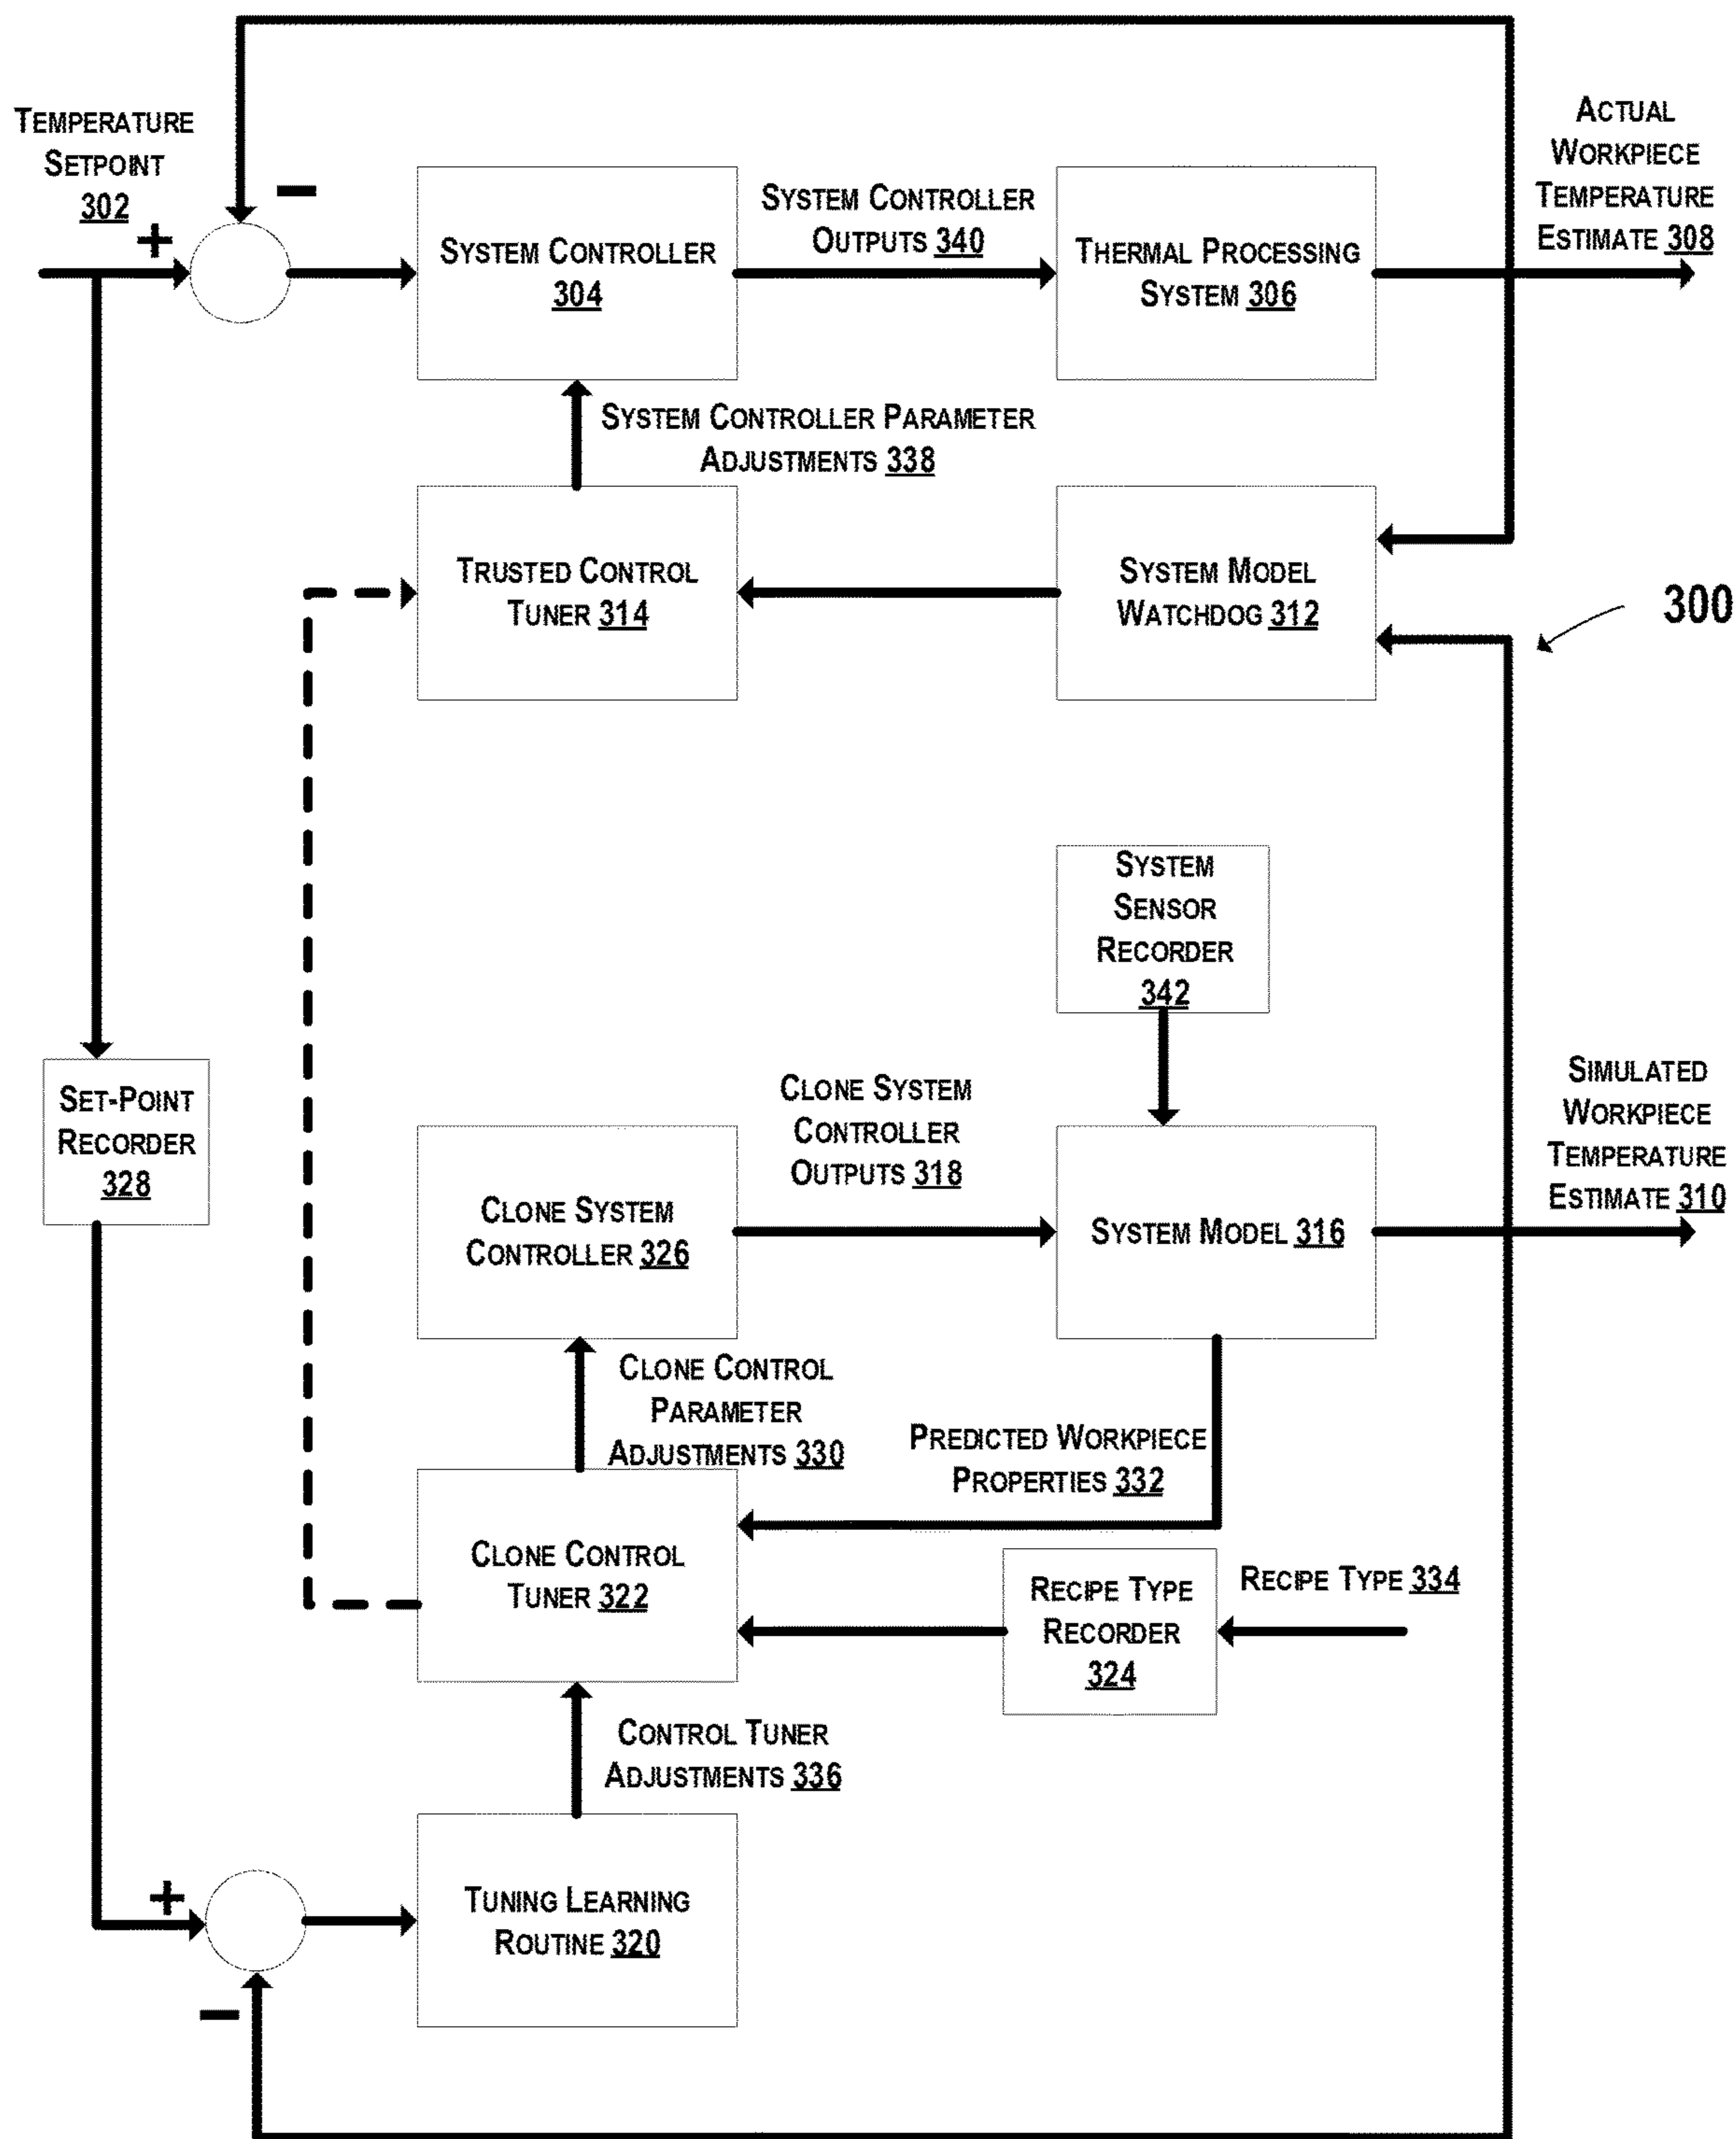 TEMPERATURE
SETPOINT
302
+
−
SYSTEM CONTROLLER
304
SYSTEM CONTROLLER
OUTPUTS 340
THERMAL PROCESSING
SYSTEM 306
ACTUAL
WORKPIECE
TEMPERATURE
ESTIMATE 308
SYSTEM CONTROLLER PARAMETER
ADJUSTMENTS 338
TRUSTED CONTROL
TUNER 314
SYSTEM MODEL
WATCHDOG 312
300
SYSTEM
SENSOR
RECORDER
342
SET-POINT
RECORDER
328
CLONE SYSTEM
CONTROLLER 326
CLONE SYSTEM
CONTROLLER
OUTPUTS 318
SYSTEM MODEL 316
SIMULATED
WORKPIECE
TEMPERATURE
ESTIMATE 310
CLONE CONTROL
PARAMETER
ADJUSTMENTS 330
PREDICTED WORKPIECE
PROPERTIES 332
CLONE CONTROL
TUNER 322
RECIPE TYPE
RECORDER
324
RECIPE TYPE 334
CONTROL TUNER
ADJUSTMENTS 336
+
−
TUNING LEARNING
ROUTINE 320